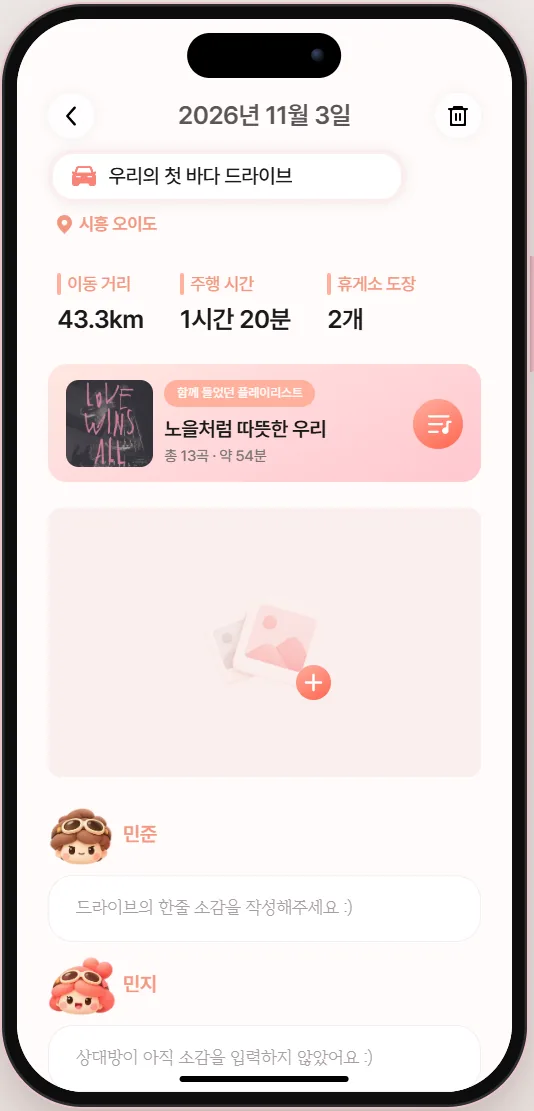 2026년 11월 3일
우리의 첫 바다 드라이브
시흥 오이도
이동 거리 주행 시간 휴게소 도장
43.3km 1시간 20분 2개
함께 들었던 플레이리스트
LOVE
WINS
ALL
노을처럼 따뜻한 우리
총 13곡 · 약 54분
민준
드라이브의 한줄 소감을 작성해주세요 :)
민지
상대방이 아직 소감을 입력하지 않았어요 :)